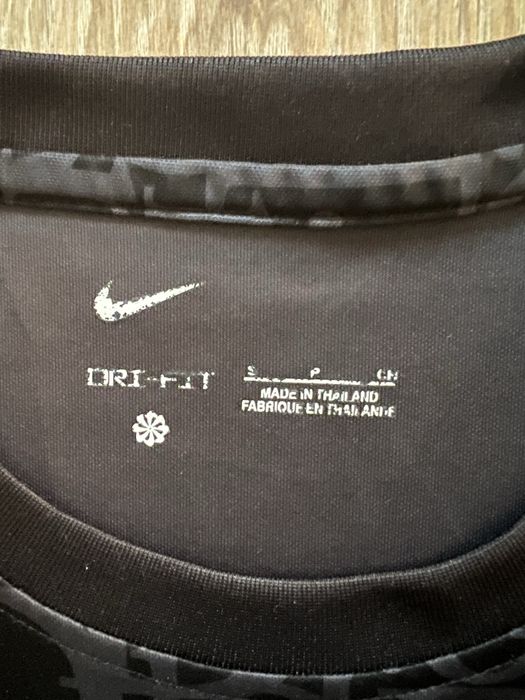 DRI-FIT
S P CH
MADE IN THAILAND
FABRIQUE EN THAILANDE